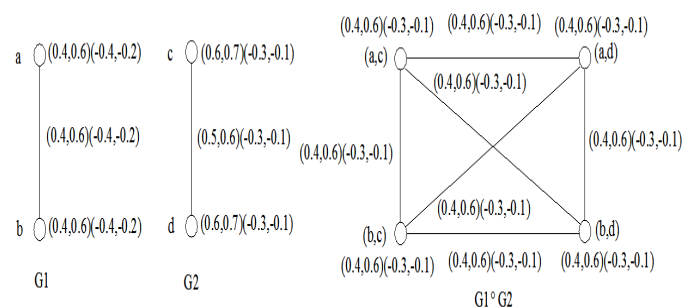 a (0.4,0.6)(-0.4,-0.2)
(0.4,0.6)(-0.4,-0.2)
b (0.4,0.6)(-0.4,-0.2)
G1
c (0.6,0.7)(-0.3,-0.1)
(0.5,0.6)(-0.3,-0.1)
d (0.6,0.7)(-0.3,-0.1)
G2
(0.4,0.6)(-0.3,-0.1) (0.4,0.6)(-0.3,-0.1) (0.4,0.6)(-0.3,-0.1)
(a,c) (a,d)
(0.4,0.6)(-0.3,-0.1)
(0.4,0.6)(-0.3,-0.1) (0.4,0.6)(-0.3,-0.1)
(0.4,0.6)(-0.3,-0.1)
(b,c) (b,d)
(0.4,0.6)(-0.3,-0.1) (0.4,0.6)(-0.3,-0.1) (0.4,0.6)(-0.3,-0.1)
G1° G2